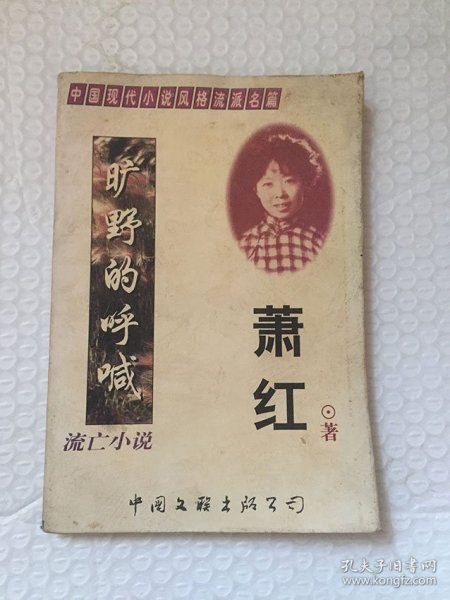 中国现代小说风格流派名篇
旷野的呼喊
流亡小说
萧红
⊙著
中国文联出版公司
孔夫子旧书网
www.kongfz.com